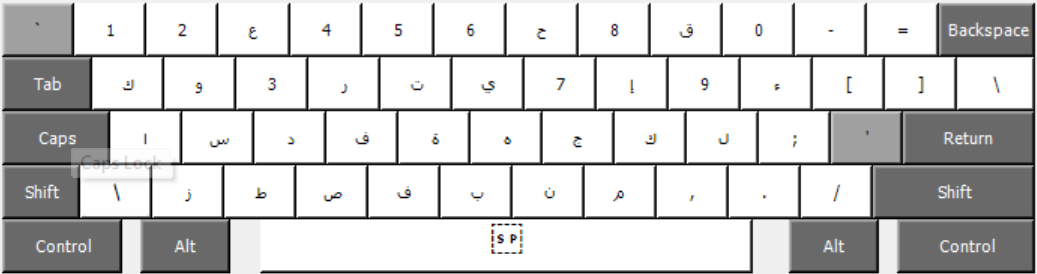 ` 1 2 ع 4 5 6 ح 8 ق 0 - = Backspace
Tab ك و 3 ر ت ي 7 إ 9 ء [ ] \
Caps ا س د ف ة ه ج ك ل ; ' Return
Caps Lock
Shift \ ز ط ص ف ب ن م , . / Shift
Control Alt SP Alt Control